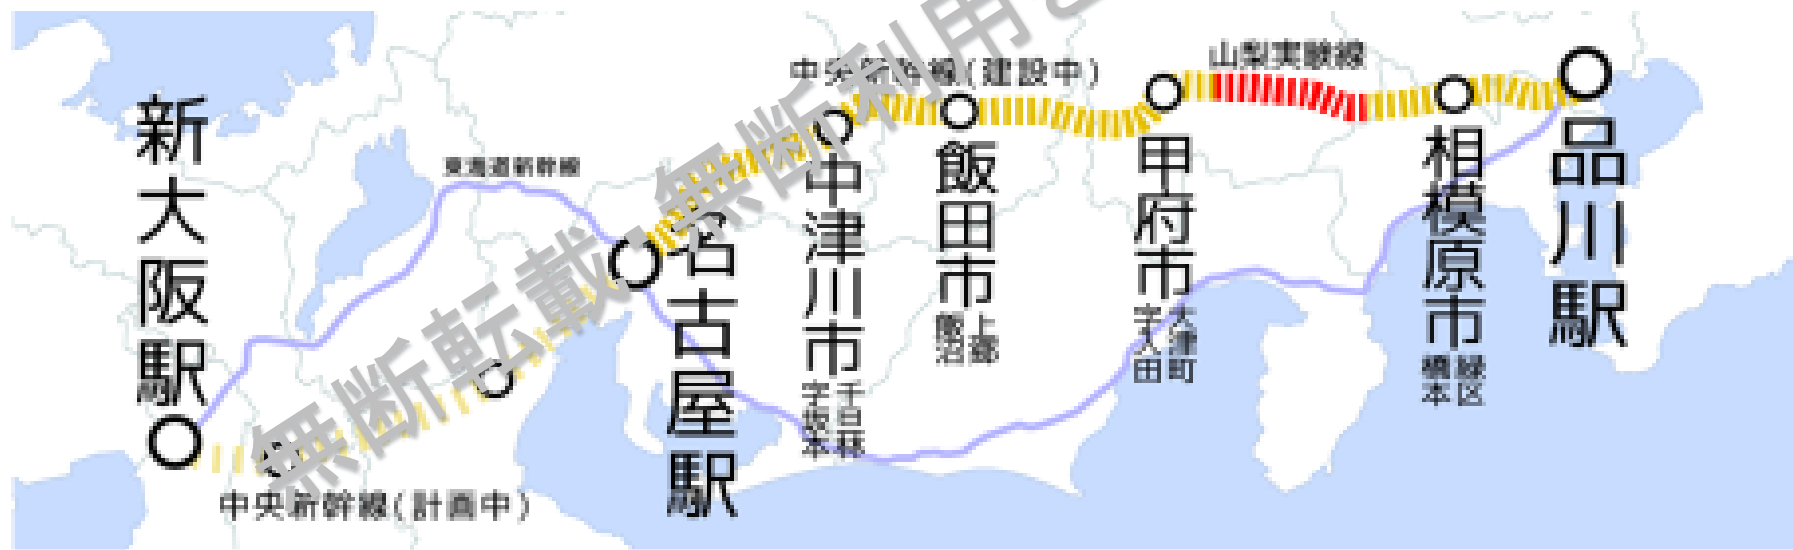 新大阪駅
東海道新幹線
中央新幹線(計画中)
名古屋駅
中央新幹線(建設中)
中津川市
千旦林
字坂本
飯田市
上郷
飯沼
甲府市
大津町
字人田
山梨実験線
相模原市
緑区
橋本
品川駅
無断転載・無断利用